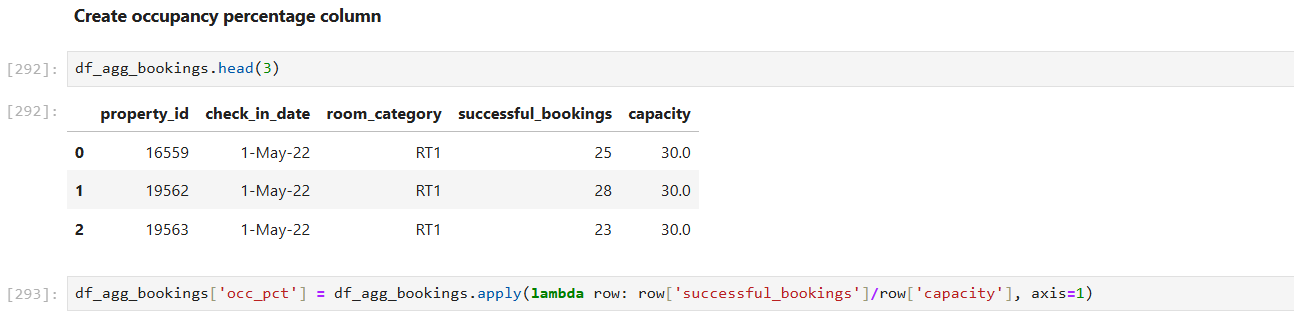 Create occupancy percentage column
[292]: df_agg_bookings.head(3)
[292]: property_id check_in_date room_category successful_bookings capacity
0 16559 1-May-22 RT1 25 30.0
1 19562 1-May-22 RT1 28 30.0
2 19563 1-May-22 RT1 23 30.0
[293]: df_agg_bookings['occ_pct'] = df_agg_bookings.apply(lambda row: row['successful_bookings']/row['capacity'], axis=1)